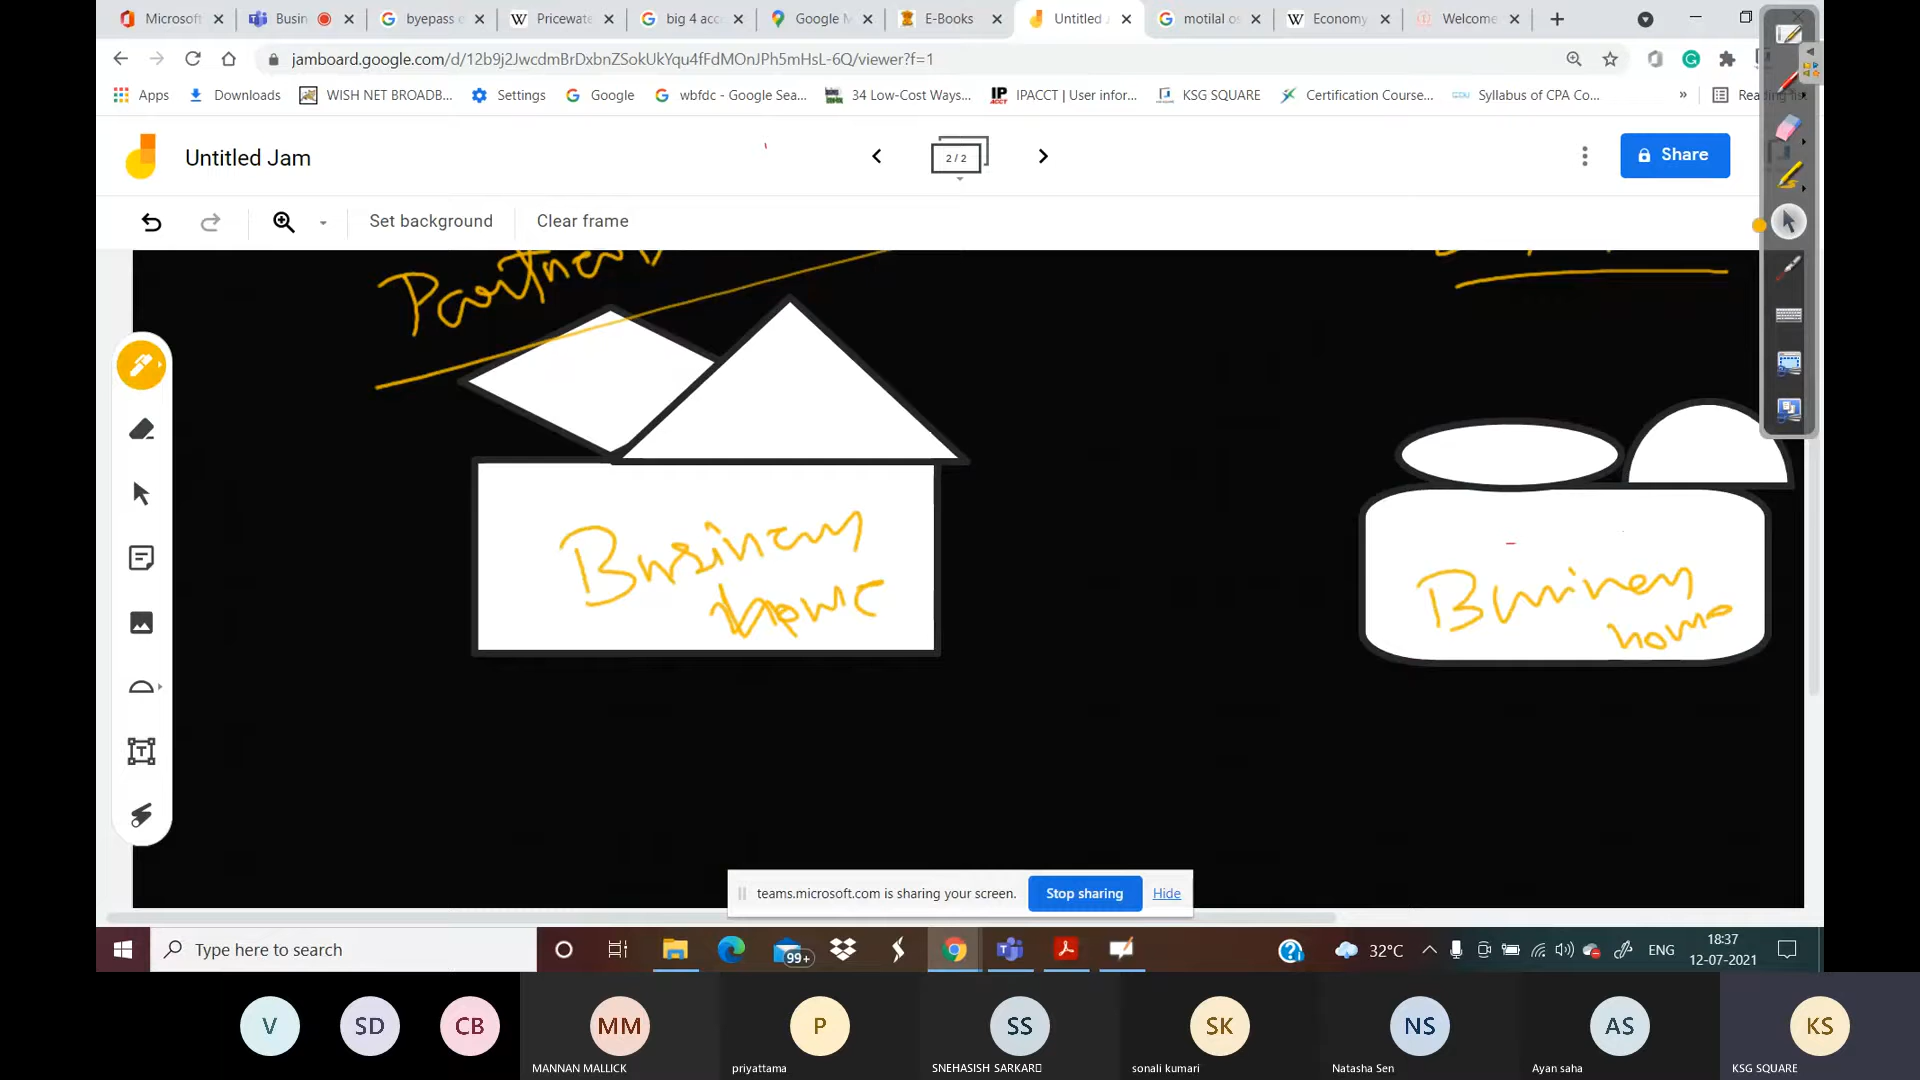 Microsoft
Busin
byepass
Pricewate
big 4 acc
Google M
E-Books
Untitled
motilal os
Economy
Welcome
jamboard.google.com/d/12b9j2JwcdmBrDxbnZSokUkYqu4fFdMOnJPh5mHsL-6Q/viewer?f=1
Apps
Downloads
WISH NET BROADB...
Settings
Google
wbfdc - Google Sea...
34 Low-Cost Ways...
IPACCT | User infor...
KSG SQUARE
Certification Course...
Syllabus of CPA Co...
»
Untitled Jam
2 / 2
Share
Set background
Clear frame
Business
home
Business
home
teams.microsoft.com is sharing your screen.
Stop sharing
Hide
Type here to search
99+
32°C
ENG
18:37
12-07-2021
V
SD
CB
MM
P
SS
SK
NS
AS
KS
MANNAN MALLICK
priyattama
SNEHASISH SARKAR
sonali kumari
Natasha Sen
Ayan saha
KSG SQUARE